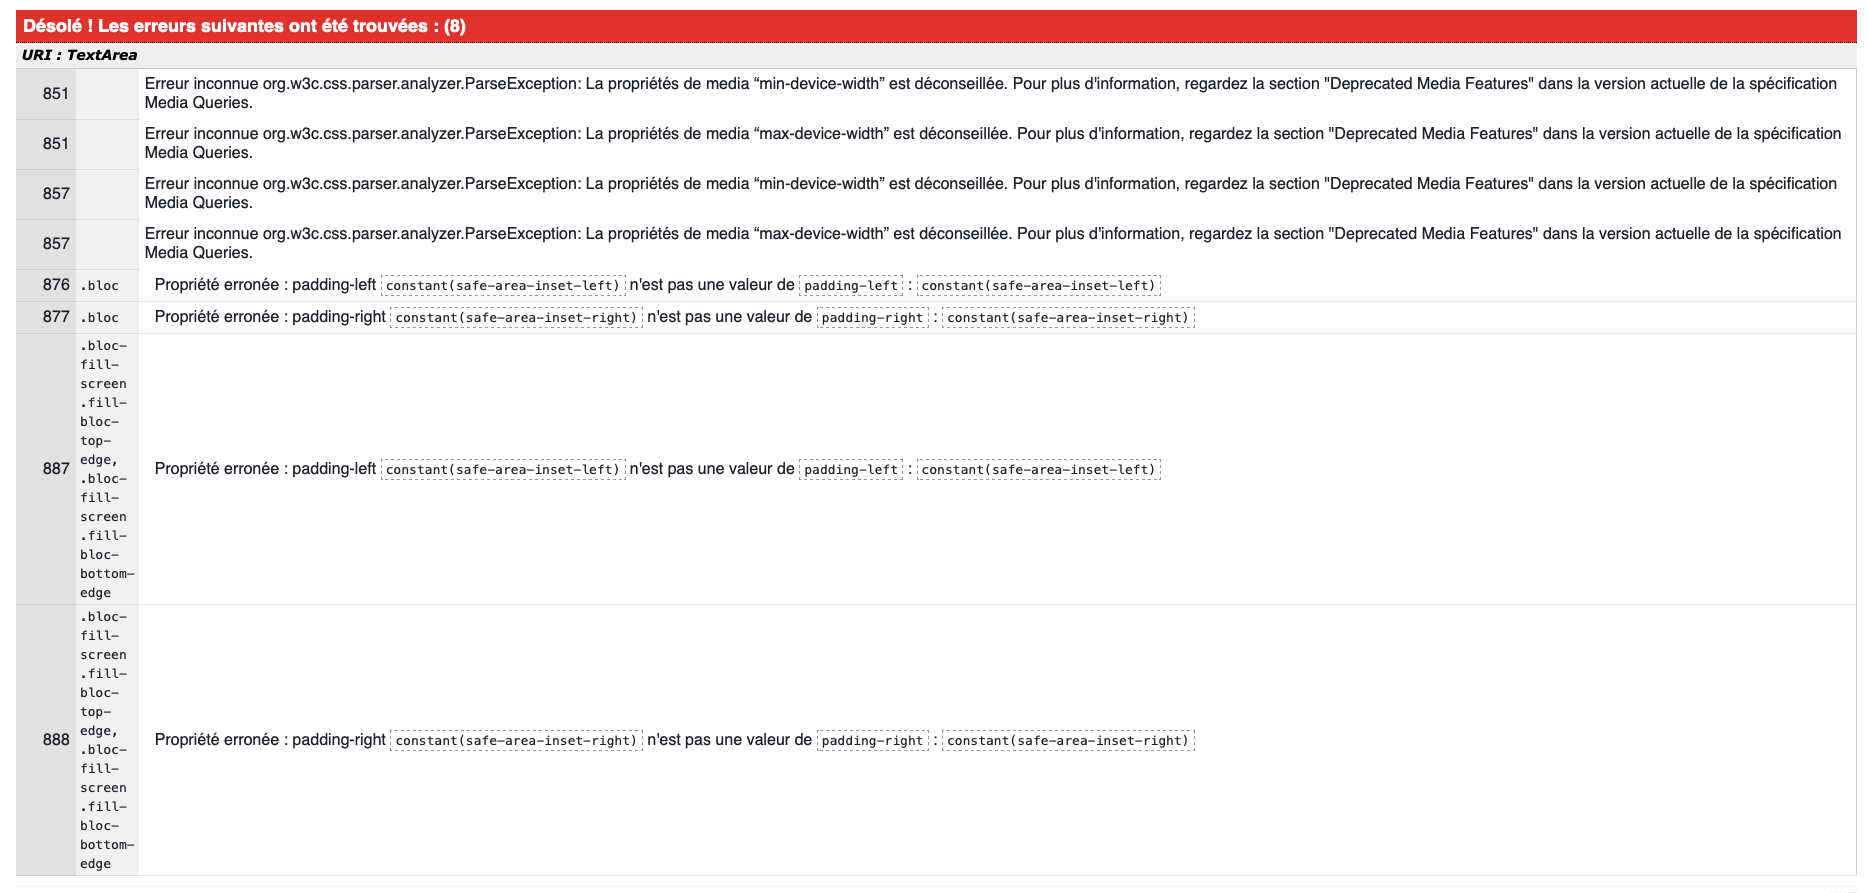 Désolé ! Les erreurs suivantes ont été trouvées : (8)
URI : TextArea
851 Erreur inconnue org.w3c.css.parser.analyzer.ParseException: La propriétés de media “min-device-width” est déconseillée. Pour plus d'information, regardez la section "Deprecated Media Features" dans la version actuelle de la spécification
Media Queries.
851 Erreur inconnue org.w3c.css.parser.analyzer.ParseException: La propriétés de media “max-device-width” est déconseillée. Pour plus d'information, regardez la section "Deprecated Media Features" dans la version actuelle de la spécification
Media Queries.
857 Erreur inconnue org.w3c.css.parser.analyzer.ParseException: La propriétés de media “min-device-width” est déconseillée. Pour plus d'information, regardez la section "Deprecated Media Features" dans la version actuelle de la spécification
Media Queries.
857 Erreur inconnue org.w3c.css.parser.analyzer.ParseException: La propriétés de media “max-device-width” est déconseillée. Pour plus d'information, regardez la section "Deprecated Media Features" dans la version actuelle de la spécification
Media Queries.
876 .bloc Propriété erronée : padding-left constant(safe-area-inset-left) n'est pas une valeur de padding-left : constant(safe-area-inset-left)
877 .bloc Propriété erronée : padding-right constant(safe-area-inset-right) n'est pas une valeur de padding-right : constant(safe-area-inset-right)
887
.bloc-
fill-
screen
.fill-
bloc-
top-
edge,
.bloc-
fill-
screen
.fill-
bloc-
bottom-
edge
Propriété erronée : padding-left constant(safe-area-inset-left) n'est pas une valeur de padding-left : constant(safe-area-inset-left)
888
.bloc-
fill-
screen
.fill-
bloc-
top-
edge,
.bloc-
fill-
screen
.fill-
bloc-
bottom-
edge
Propriété erronée : padding-right constant(safe-area-inset-right) n'est pas une valeur de padding-right : constant(safe-area-inset-right)